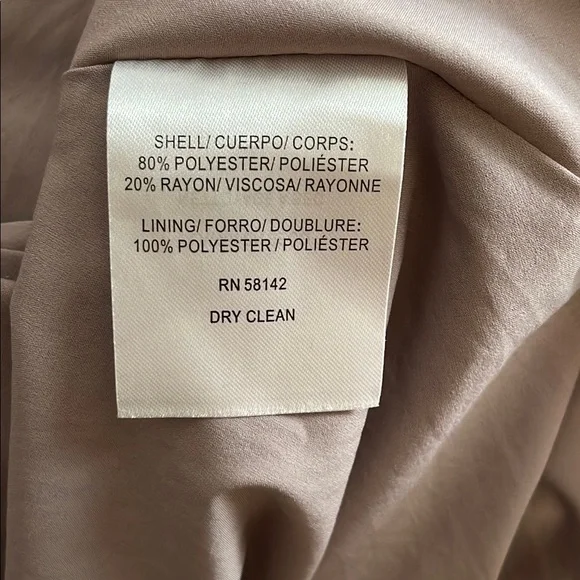 SHELL/ CUERPO/ CORPS:
80% POLYESTER/ POLIÉSTER
20% RAYON/ VISCOSA/ RAYONNE
LINING/ FORRO/ DOUBLURE:
100% POLYESTER / POLIÉSTER
RN 58142
DRY CLEAN